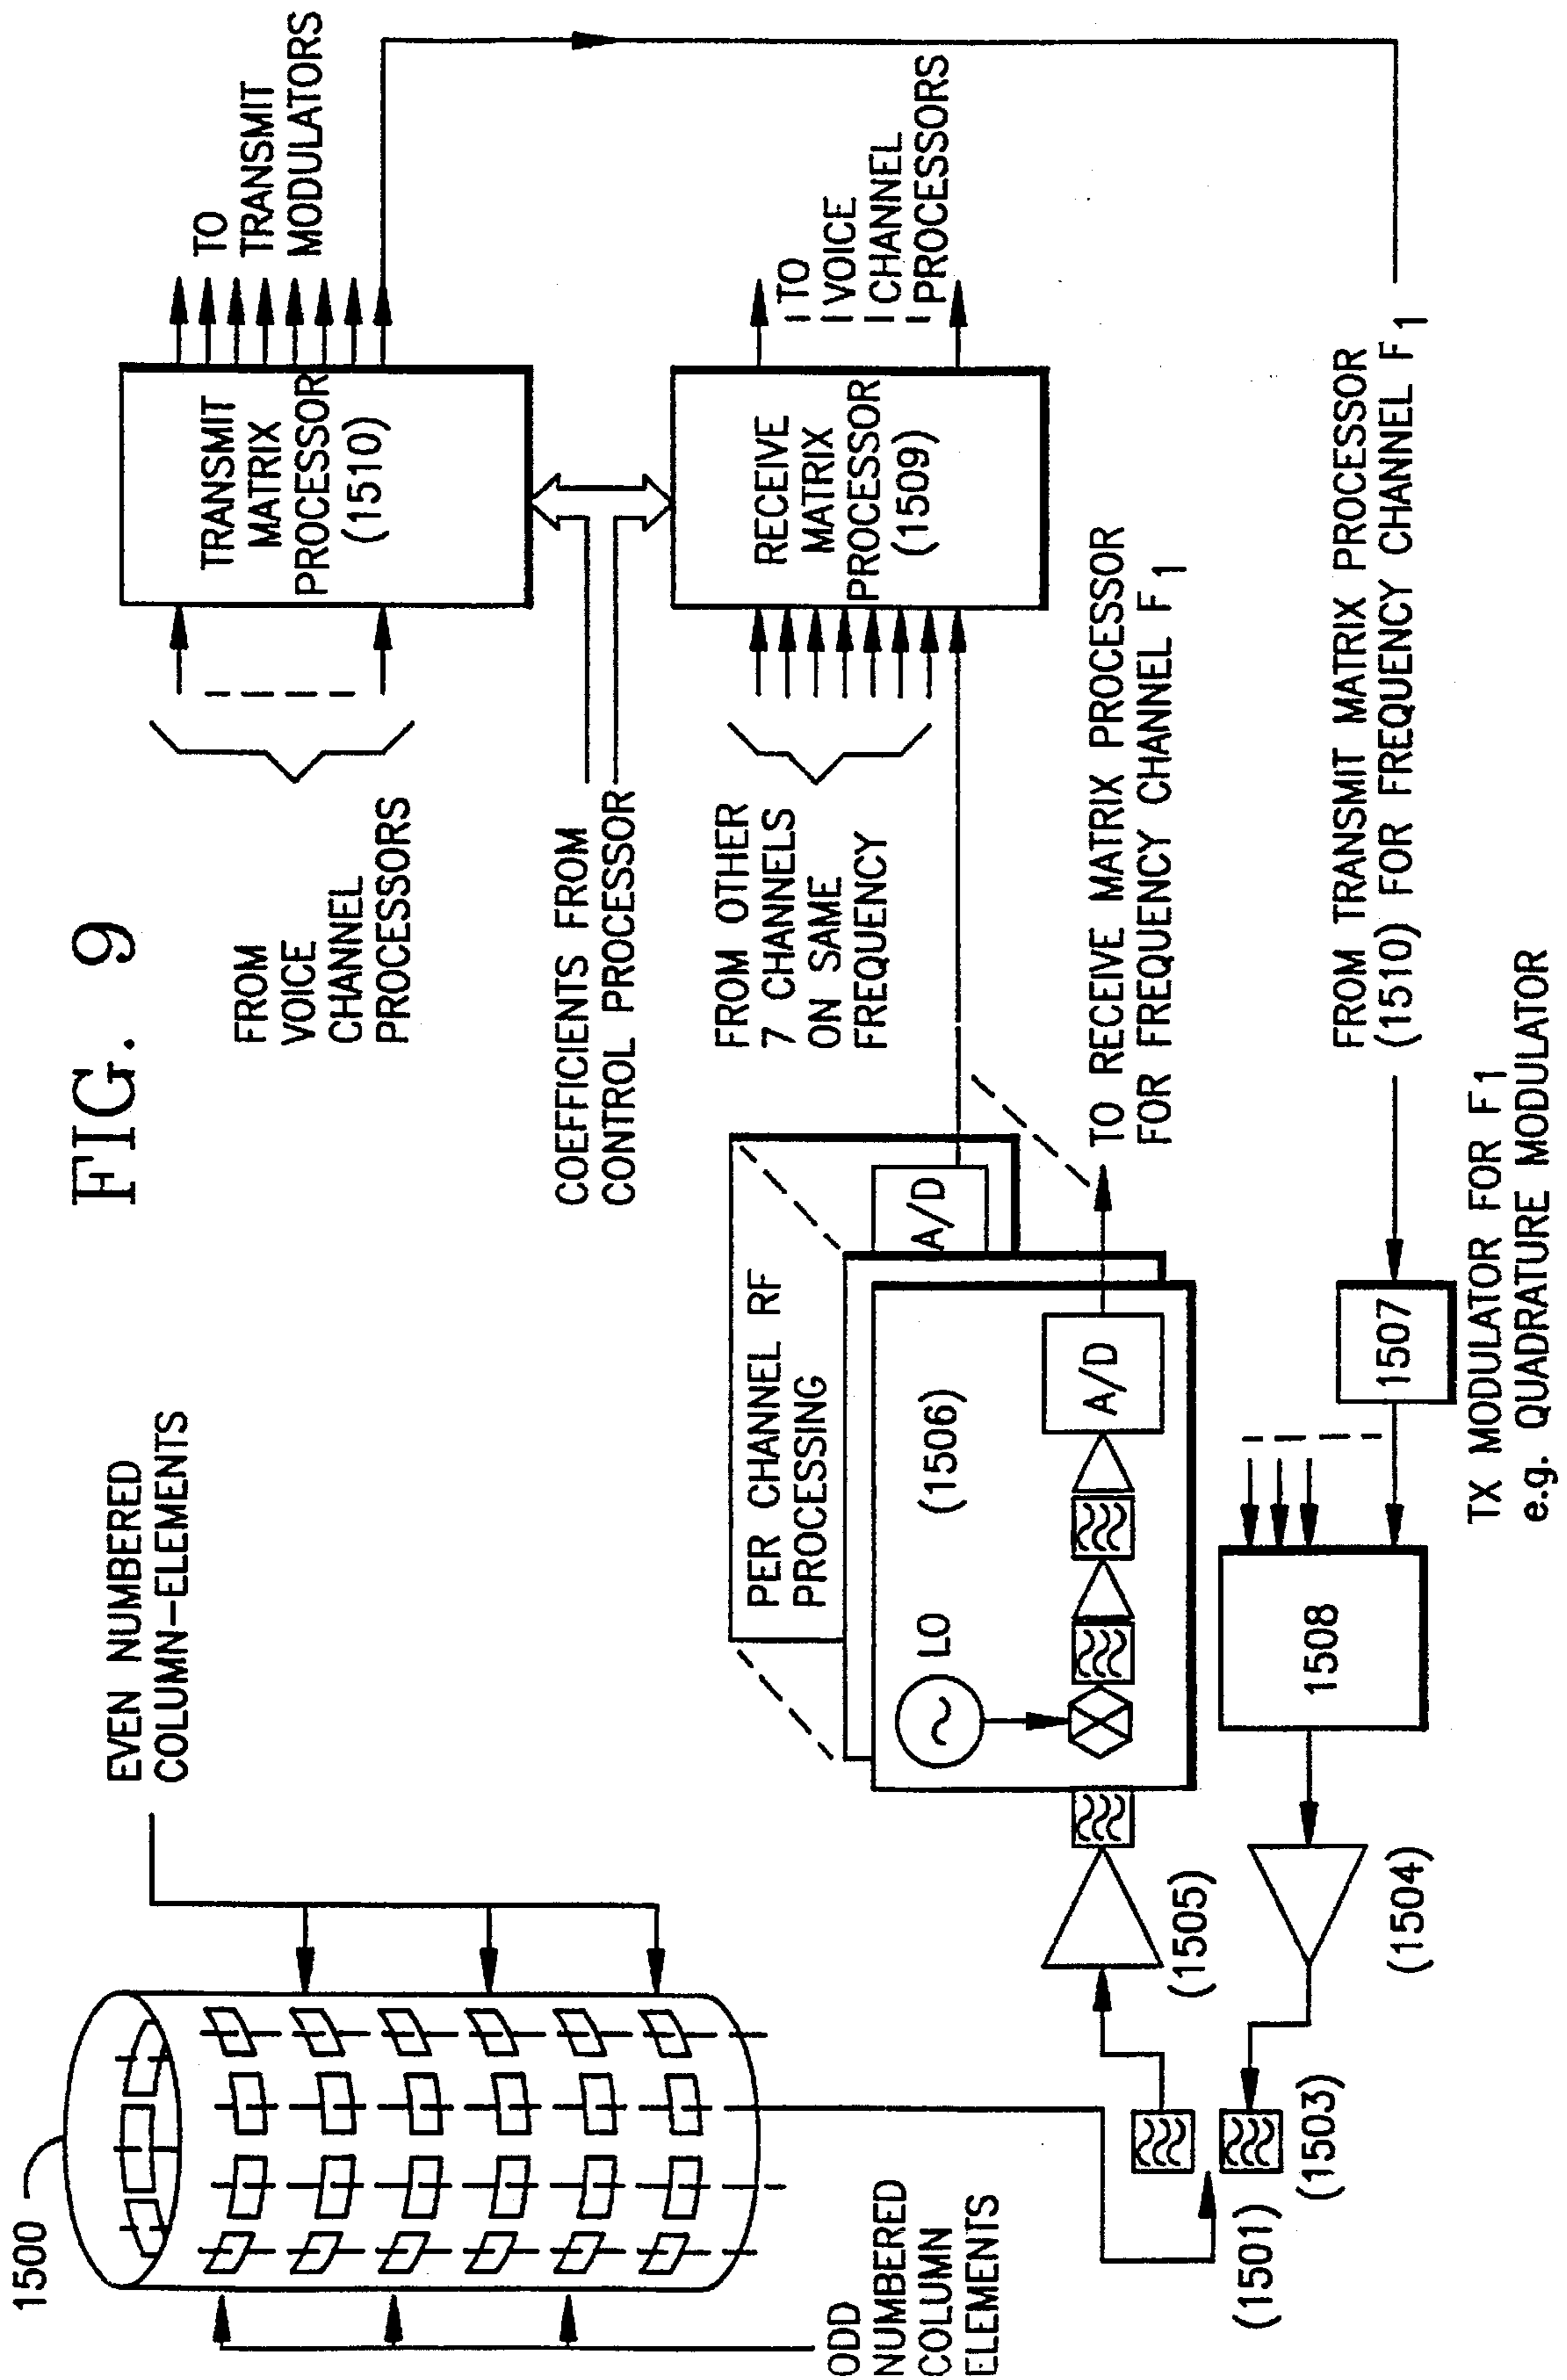 FIG. 9
1500
EVEN NUMBERED
COLUMN-ELEMENTS
ODD
NUMBERED
COLUMN
ELEMENTS
FROM
VOICE
CHANNEL
PROCESSORS
TRANSMIT
MATRIX
PROCESSOR
(1510)
TO
TRANSMIT
MODULATORS
COEFFICIENTS FROM
CONTROL PROCESSOR
FROM OTHER
7 CHANNELS
ON SAME
FREQUENCY
RECEIVE
MATRIX
PROCESSOR
(1509)
TO
VOICE
CHANNEL
PROCESSORS
PER CHANNEL RF
PROCESSING
A/D
(1506)
LO
A/D
TO RECEIVE MATRIX PROCESSOR
FOR FREQUENCY CHANNEL F1
(1505)
(1501)
(1503)
(1504)
1508
1507
FROM TRANSMIT MATRIX PROCESSOR
(1510) FOR FREQUENCY CHANNEL F1
TX MODULATOR FOR F1
e.g. QUADRATURE MODULATOR